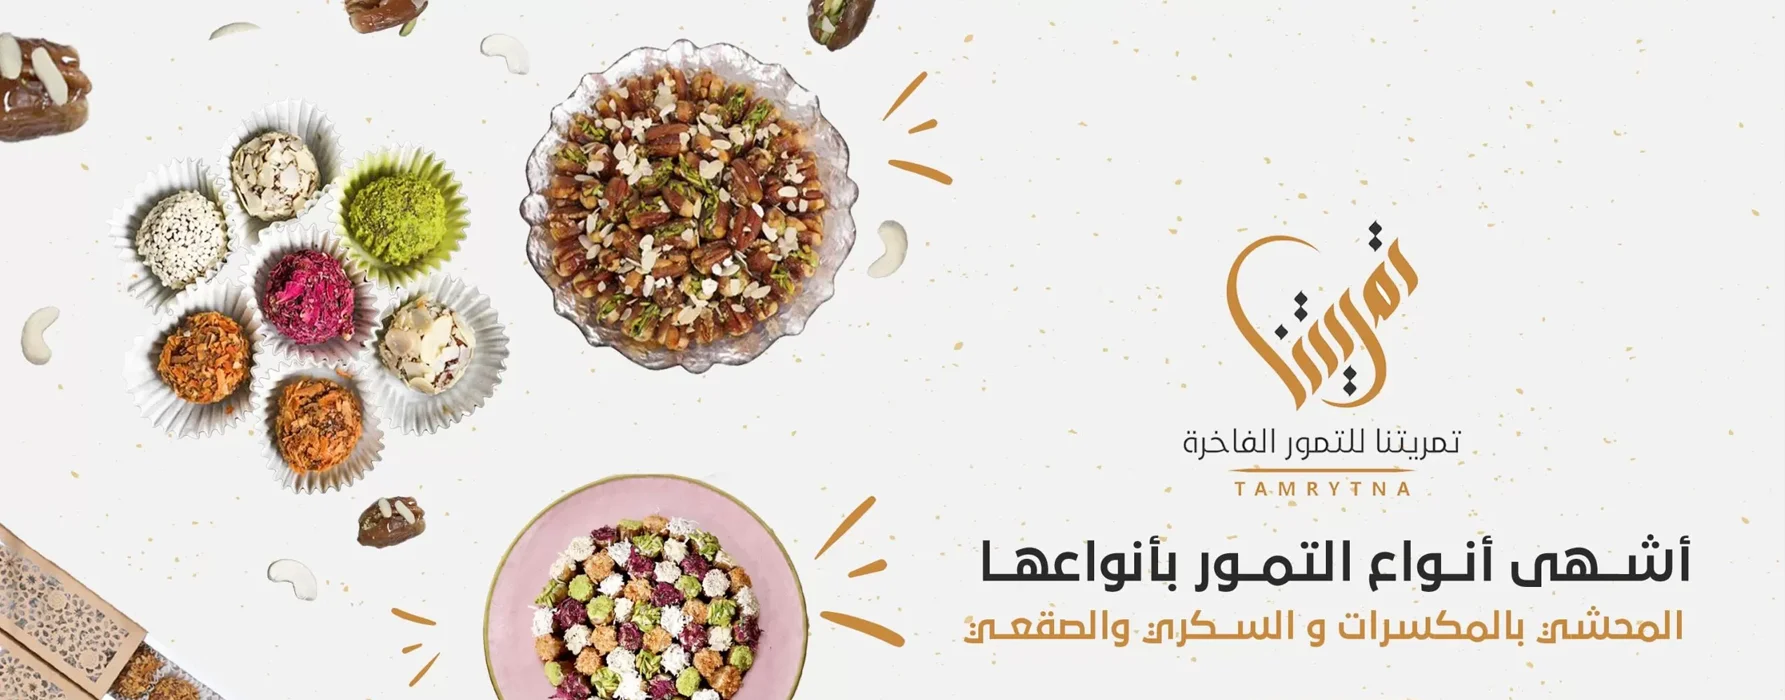 تمريتنا
تمريتنا للتمور الفاخرة
TAMRYTNA
أشهى أنواع التمور بأنواعها
المحشي بالمكسرات و السكري والصقعي